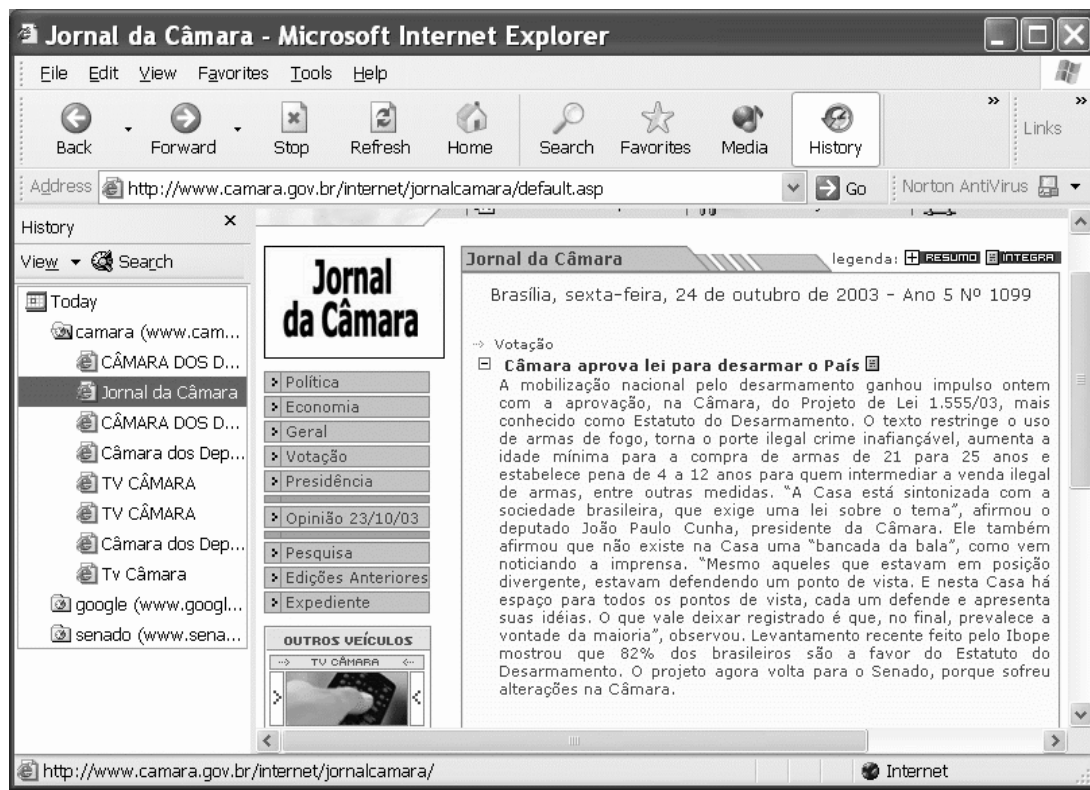 Jornal da Câmara - Microsoft Internet Explorer
File Edit View Favorites Tools Help
Back Forward Stop Refresh Home Search Favorites Media History » Links »
Address http://www.camara.gov.br/internet/jornalcamara/default.asp Go Norton AntiVirus
History x
View Search
Today
camara (www.cam...
CÂMARA DOS D...
Jornal da Câmara
CÂMARA DOS D...
Câmara dos Dep...
TV CÂMARA
TV CÂMARA
Câmara dos Dep...
Tv Câmara
google (www.googl...
senado (www.sena...
Jornal
da Câmara
Política
Economia
Geral
Votação
Presidência
Opinião 23/10/03
Pesquisa
Edições Anteriores
Expediente
OUTROS VEÍCULOS
TV CÂMARA
Jornal da Câmara legenda: RESUMO INTEGRA
Brasília, sexta-feira, 24 de outubro de 2003 - Ano 5 Nº 1099
Votação
Câmara aprova lei para desarmar o País
A mobilização nacional pelo desarmamento ganhou impulso ontem
com a aprovação, na Câmara, do Projeto de Lei 1.555/03, mais
conhecido como Estatuto do Desarmamento. O texto restringe o uso
de armas de fogo, torna o porte ilegal crime inafiançável, aumenta a
idade mínima para a compra de armas de 21 para 25 anos e
estabelece pena de 4 a 12 anos para quem intermediar a venda ilegal
de armas, entre outras medidas. "A Casa está sintonizada com a
sociedade brasileira, que exige uma lei sobre o tema", afirmou o
deputado João Paulo Cunha, presidente da Câmara. Ele também
afirmou que não existe na Casa uma "bancada da bala", como vem
noticiando a imprensa. "Mesmo aqueles que estavam em posição
divergente, estavam defendendo um ponto de vista. E nesta Casa há
espaço para todos os pontos de vista, cada um defende e apresenta
suas idéias. O que vale deixar registrado é que, no final, prevalece a
vontade da maioria", observou. Levantamento recente feito pelo Ibope
mostrou que 82% dos brasileiros são a favor do Estatuto do
Desarmamento. O projeto agora volta para o Senado, porque sofreu
alterações na Câmara.
http://www.camara.gov.br/internet/jornalcamara/ Internet